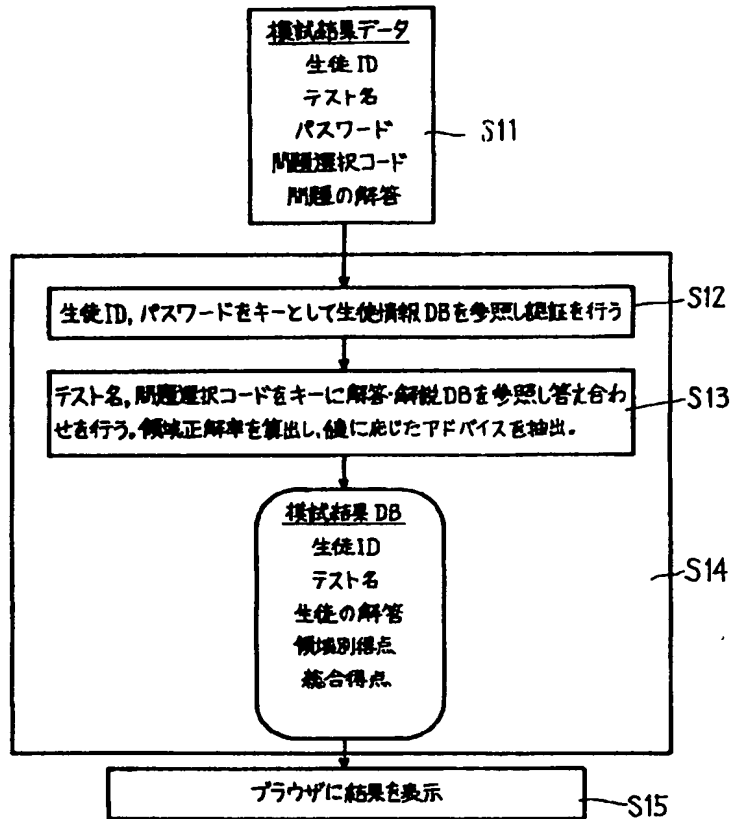 模試結果データ
生徒ID
テスト名
パスワード
S11
問題選択コード
問題の解答
生徒ID,パスワードをキーとして生徒情報DBを参照し認証を行う
S12
テスト名,問題選択コードをキーに解答・解説DBを参照し答え合わ
せを行う。領域正解率を算出し,値に応じたアドバイスを抽出。
S13
模試結果DB
生徒ID
テスト名
生徒の解答
領域別得点
総合得点
S14
ブラウザに結果を表示
S15